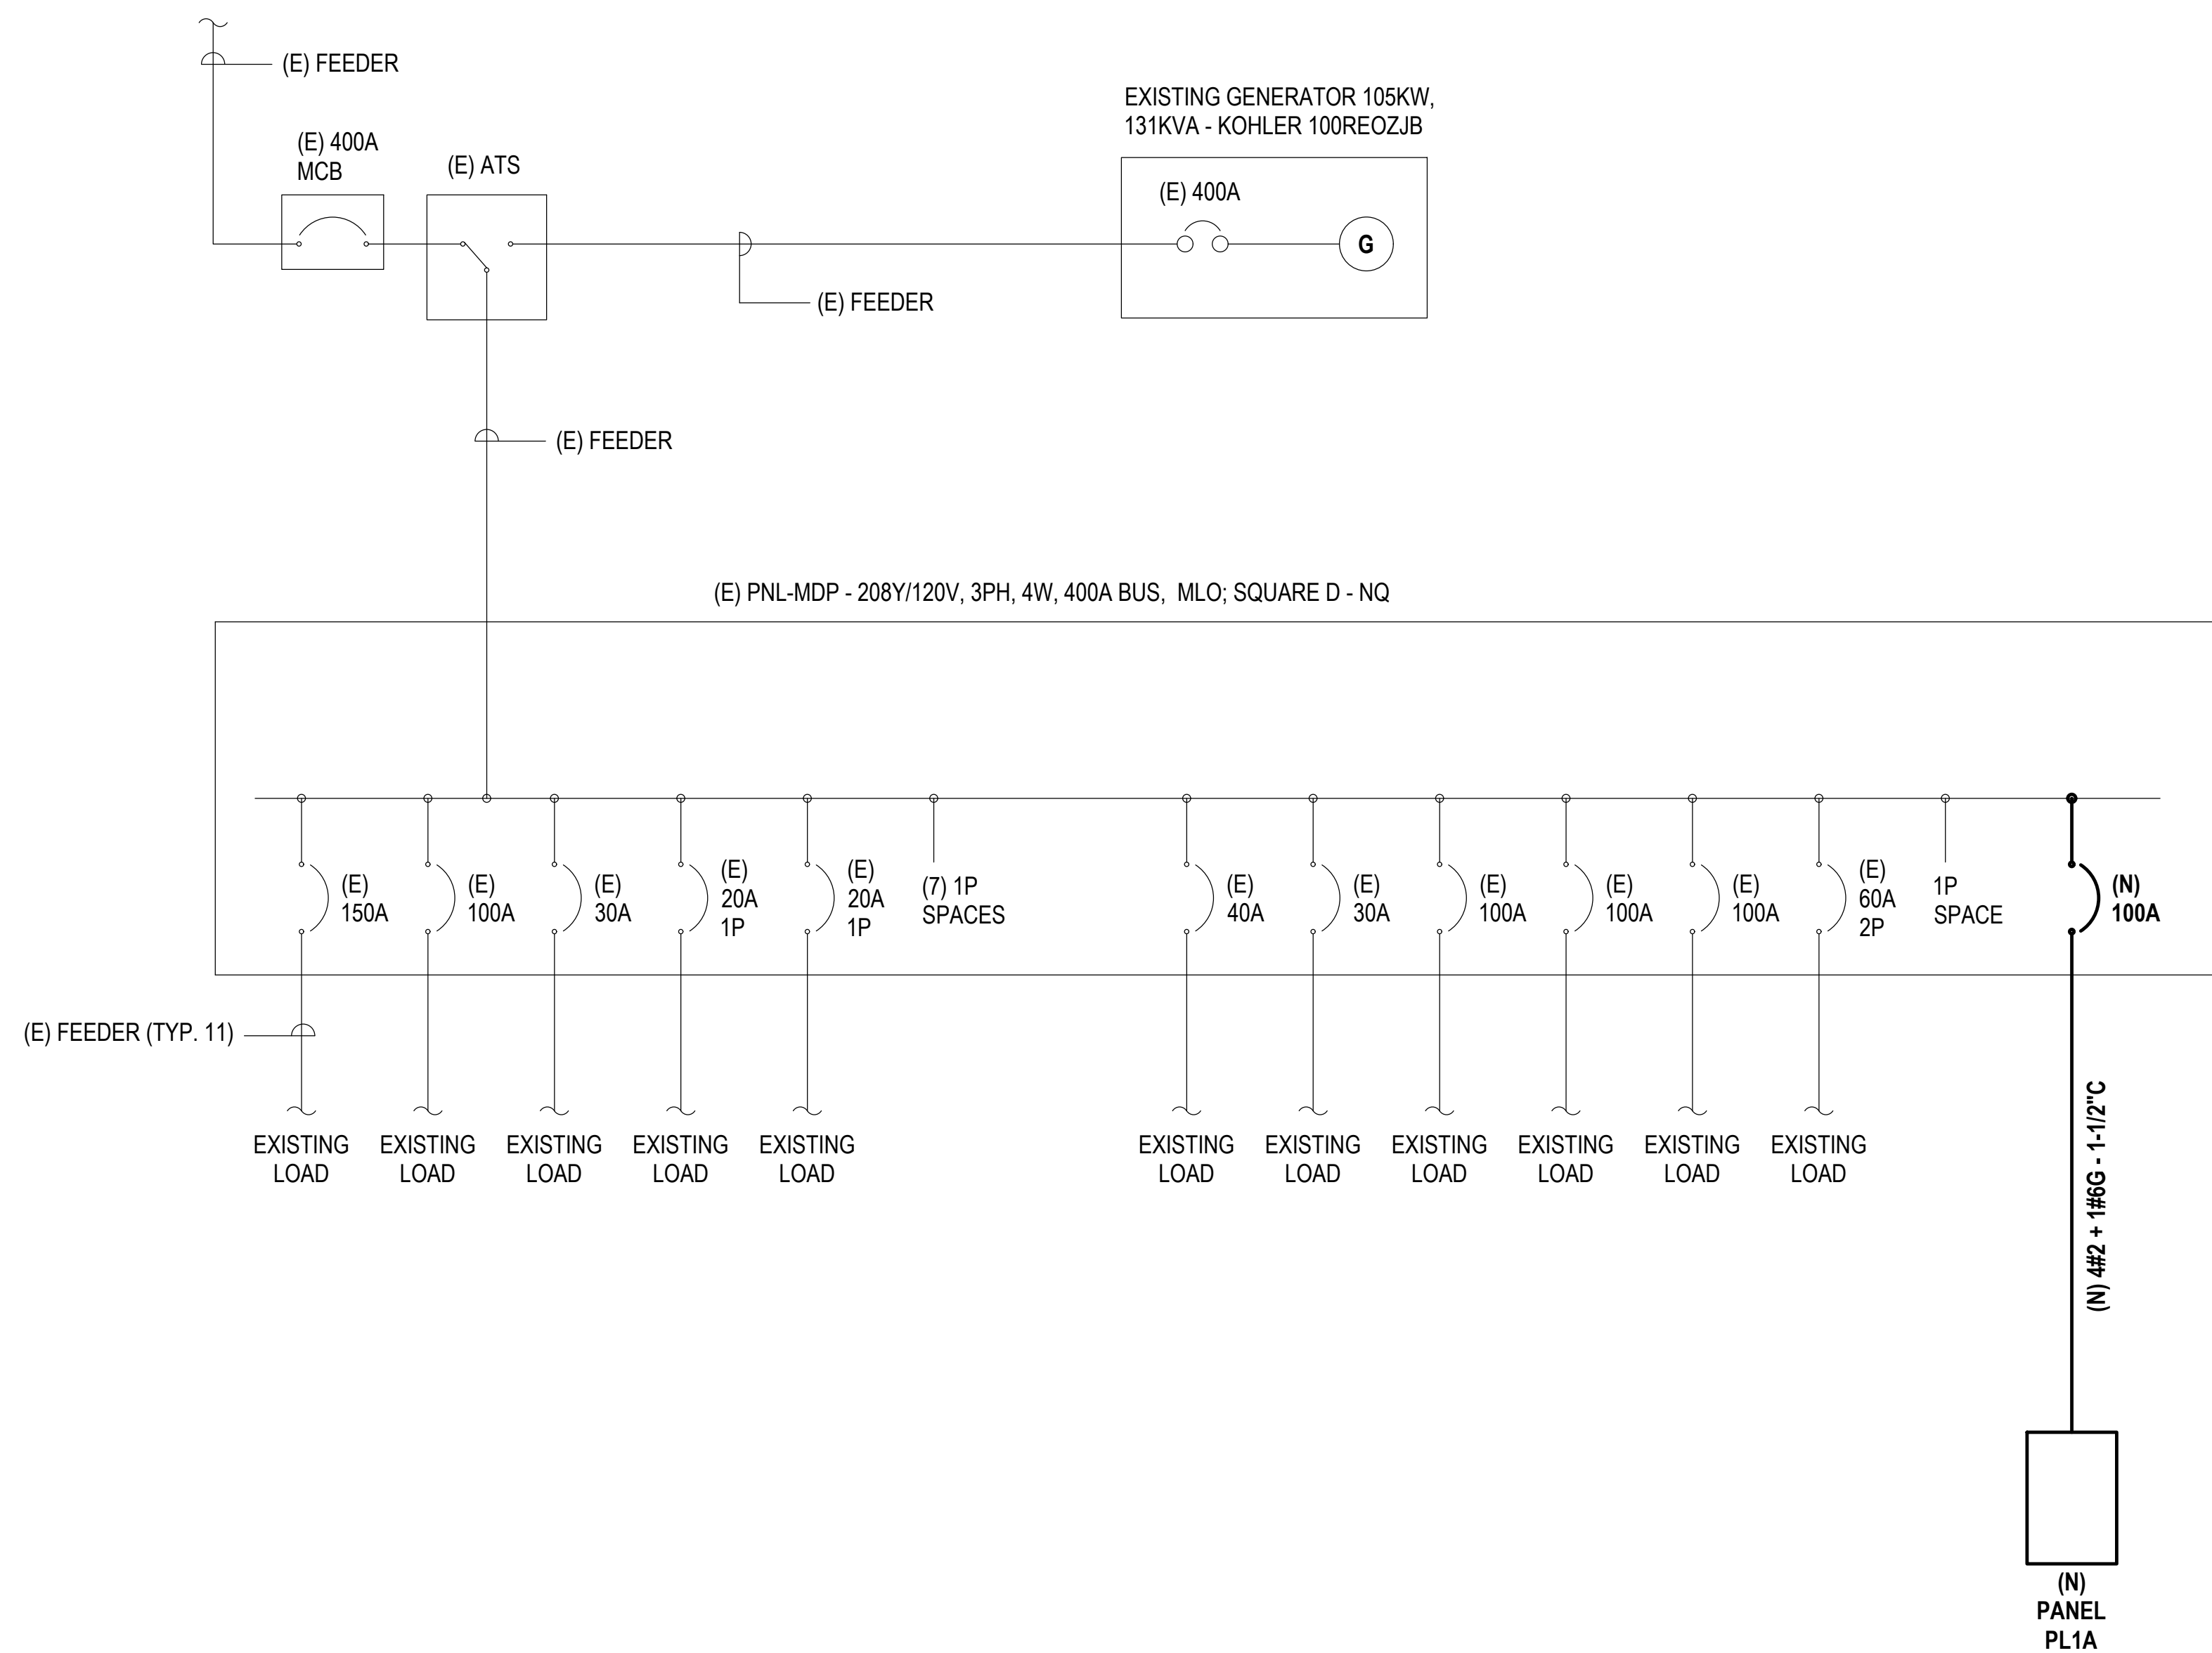 (E) FEEDER
(E) 400A
MCB
(E) ATS
EXISTING GENERATOR 105KW,
131KVA - KOHLER 100REOZJB
(E) 400A
G
(E) FEEDER
(E) FEEDER
(E) PNL-MDP - 208Y/120V, 3PH, 4W, 400A BUS, MLO; SQUARE D - NQ
(E)
150A
(E)
100A
(E)
30A
(E)
20A
1P
(E)
20A
1P
(7) 1P
SPACES
(E)
40A
(E)
30A
(E)
100A
(E)
100A
(E)
100A
(E)
60A
2P
1P
SPACE
(N)
100A
(E) FEEDER (TYP. 11)
EXISTING
LOAD
EXISTING
LOAD
EXISTING
LOAD
EXISTING
LOAD
EXISTING
LOAD
EXISTING
LOAD
EXISTING
LOAD
EXISTING
LOAD
EXISTING
LOAD
EXISTING
LOAD
EXISTING
LOAD
(N) 4#2 + 1#6G - 1-1/2"C
(N)
PANEL
PL1A